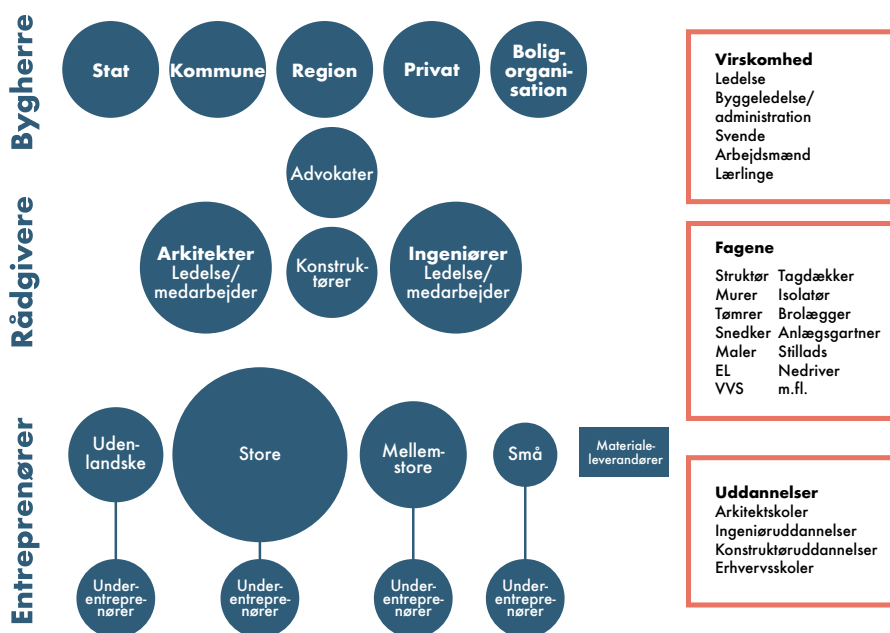 Bygherre
Stat
Kommune
Region
Privat
Bolig-
organi-
sation
Rådgivere
Advokater
Arkitekter
Ledelse/
medarbejder
Konstruk-
tører
Ingeniører
Ledelse/
medarbejder
Entreprenører
Uden-
landske
Store
Mellem-
store
Små
Materiale-
leverandører
Under-
entrepre-
nører
Under-
entrepre-
nører
Under-
entrepre-
nører
Under-
entrepre-
nører
Virskomhed
Ledelse
Byggeledelse/
administration
Svende
Arbejdsmænd
Lærlinge
Fagene
Struktør Tagdækker
Murer Isolatør
Tømrer Brolægger
Snedker Anlægsgartner
Maler Stillads
EL Nedriver
VVS m.fl.
Uddannelser
Arkitektskoler
Ingeniøruddannelser
Konstruktøruddannelser
Erhvervsskoler